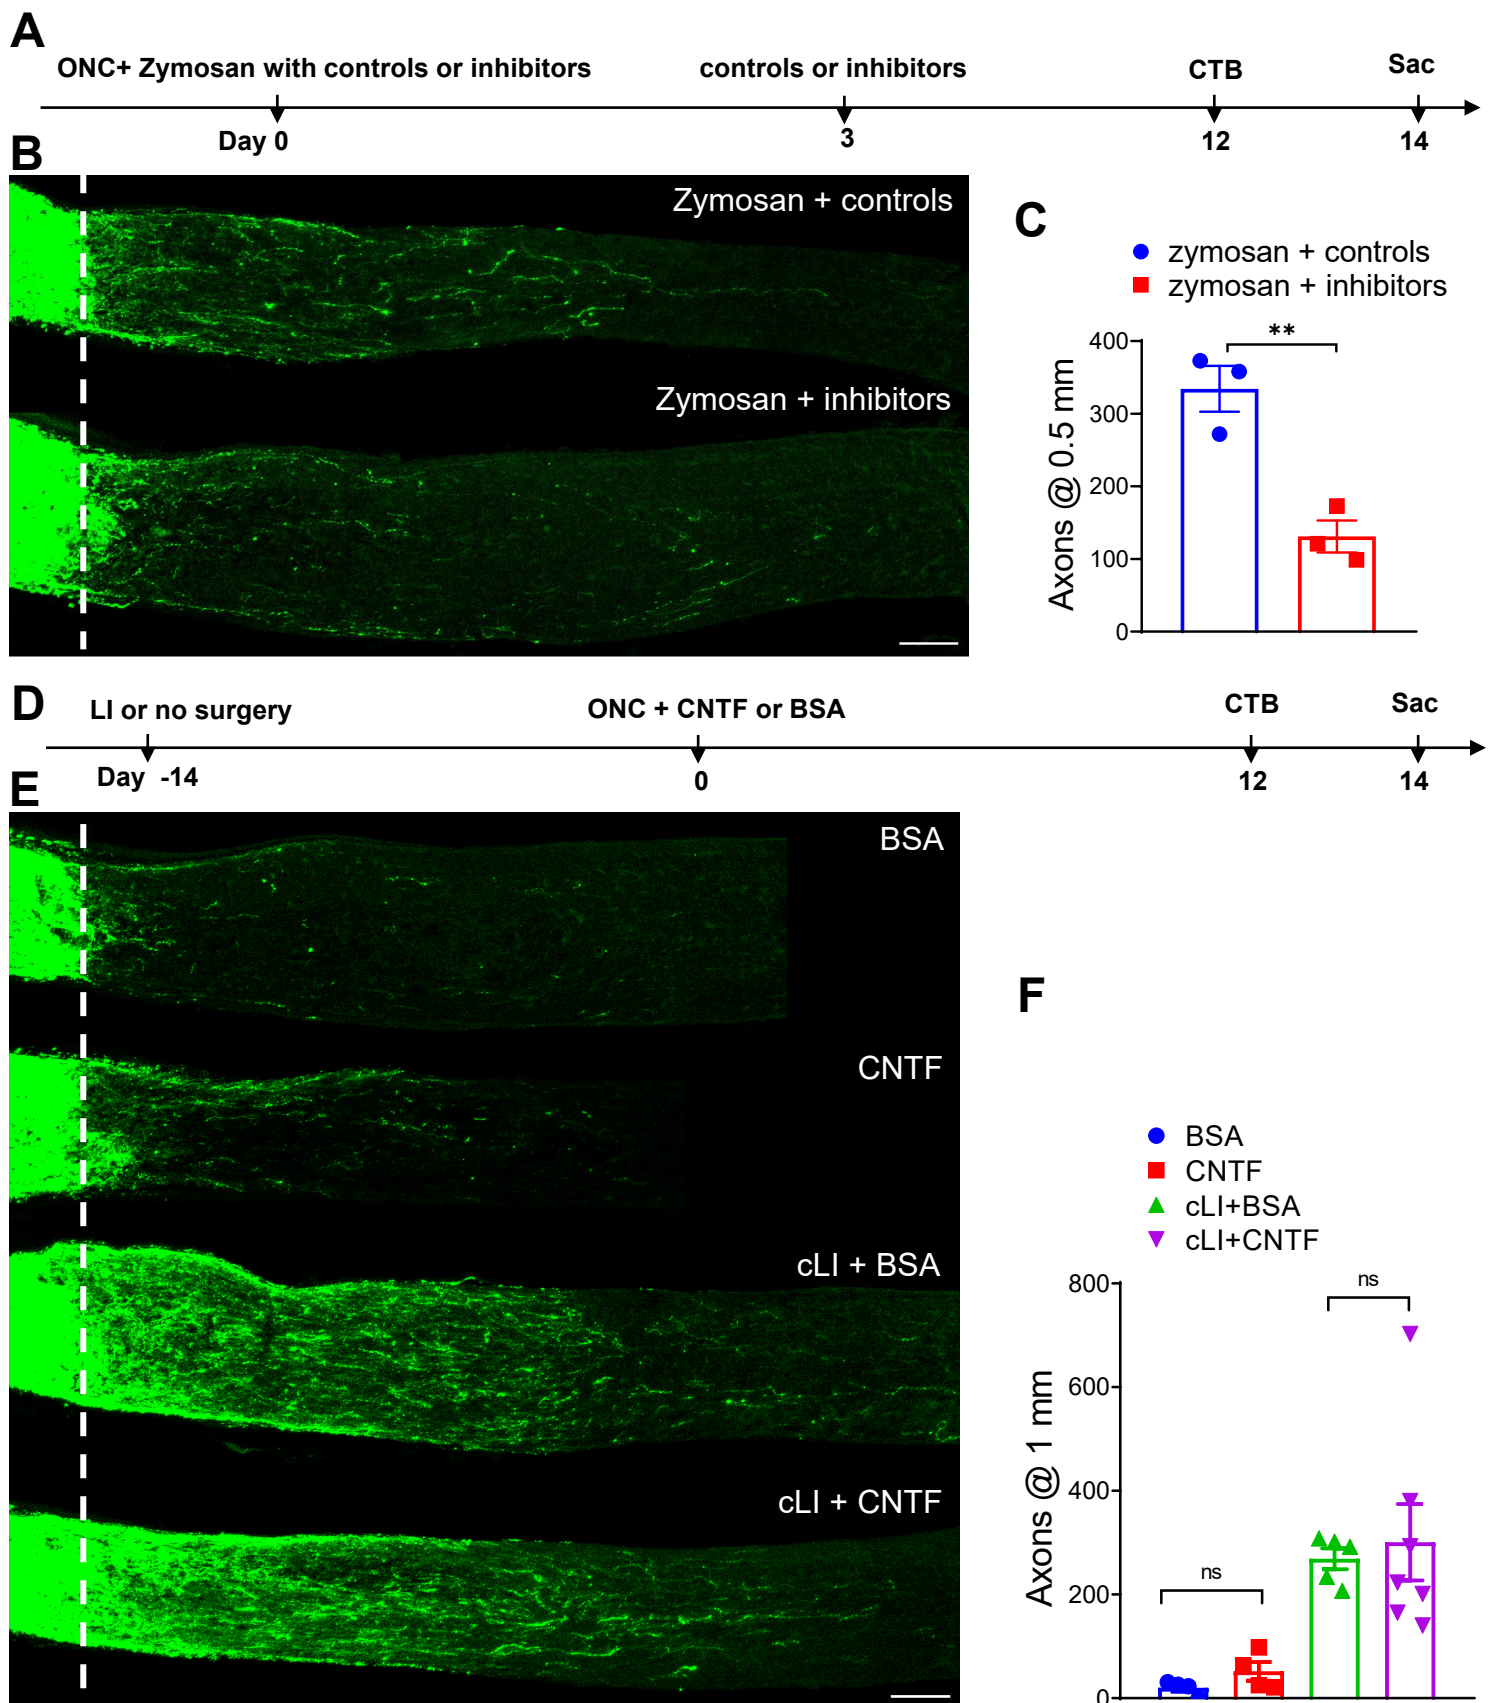 A
ONC+ Zymosan with controls or inhibitors
controls or inhibitors
CTB
Sac
Day 0
3
12
14
B
Zymosan + controls
Zymosan + inhibitors
C
zymosan + controls
zymosan + inhibitors
**
Axons @ 0.5 mm
400
300
200
100
0
D
LI or no surgery
ONC + CNTF or BSA
CTB
Sac
Day -14
0
12
14
E
BSA
CNTF
cLI + BSA
cLI + CNTF
F
BSA
CNTF
cLI+BSA
cLI+CNTF
Axons @ 1 mm
800
600
400
200
0
ns
ns